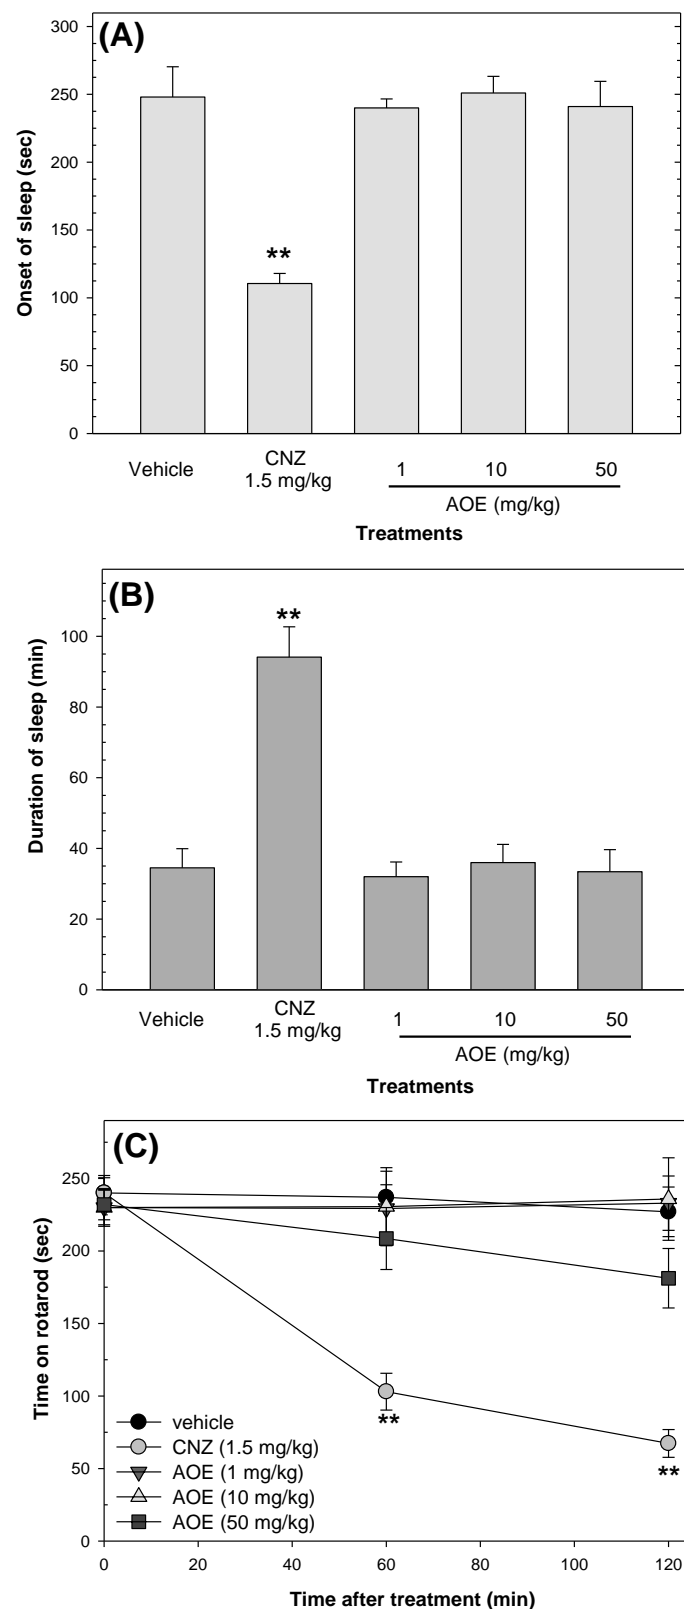 (A)
300
250
200
150
100
50
0
Onset of sleep (sec)
**
Vehicle
CNZ
1.5 mg/kg
1 10 50
AOE (mg/kg)
Treatments
(B)
100
80
60
40
20
0
Duration of sleep (min)
**
Vehicle
CNZ
1.5 mg/kg
1 10 50
AOE (mg/kg)
Treatments
(C)
250
200
150
100
50
0
Time on rotarod (sec)
**
**
vehicle
CNZ (1.5 mg/kg)
AOE (1 mg/kg)
AOE (10 mg/kg)
AOE (50 mg/kg)
0 20 40 60 80 100 120
Time after treatment (min)